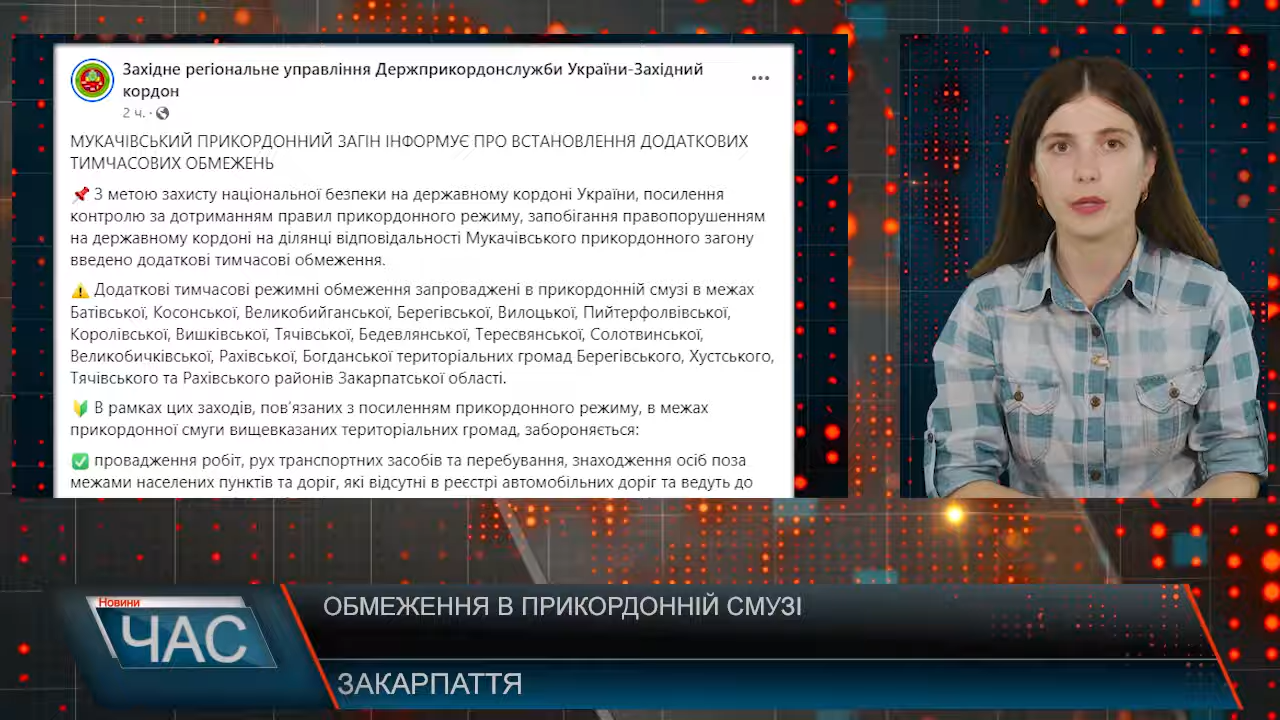 Західне регіональне управління Держприкордонслужби України-Західний
кордон
2 ч. ·
МУКАЧІВСЬКИЙ ПРИКОРДОННИЙ ЗАГІН ІНФОРМУЄ ПРО ВСТАНОВЛЕННЯ ДОДАТКОВИХ
ТИМЧАСОВИХ ОБМЕЖЕНЬ
📌 З метою захисту національної безпеки на державному кордоні України, посилення
контролю за дотриманням правил прикордонного режиму, запобігання правопорушенням
на державному кордоні на ділянці відповідальності Мукачівського прикордонного загону
введено додаткові тимчасові обмеження.
⚠️ Додаткові тимчасові режимні обмеження запроваджені в прикордонній смузі в межах
Батівської, Косонської, Великобийганської, Берегівської, Вилоцької, Пийтерфолвівської,
Королівської, Вишківської, Тячівської, Бедевлянської, Тересвянської, Солотвинської,
Великобичківської, Рахівської, Богданської територіальних громад Берегівського, Хустського,
Тячівського та Рахівського районів Закарпатської області.
🔰 В рамках цих заходів, пов’язаних з посиленням прикордонного режиму, в межах
прикордонної смуги вищевказаних територіальних громад, забороняється:
✅ провадження робіт, рух транспортних засобів та перебування, знаходження осіб поза
межами населених пунктів та доріг, які відсутні в реєстрі автомобільних доріг та ведуть до
Новини
ЧАС
ОБМЕЖЕННЯ В ПРИКОРДОННІЙ СМУЗІ
ЗАКАРПАТТЯ